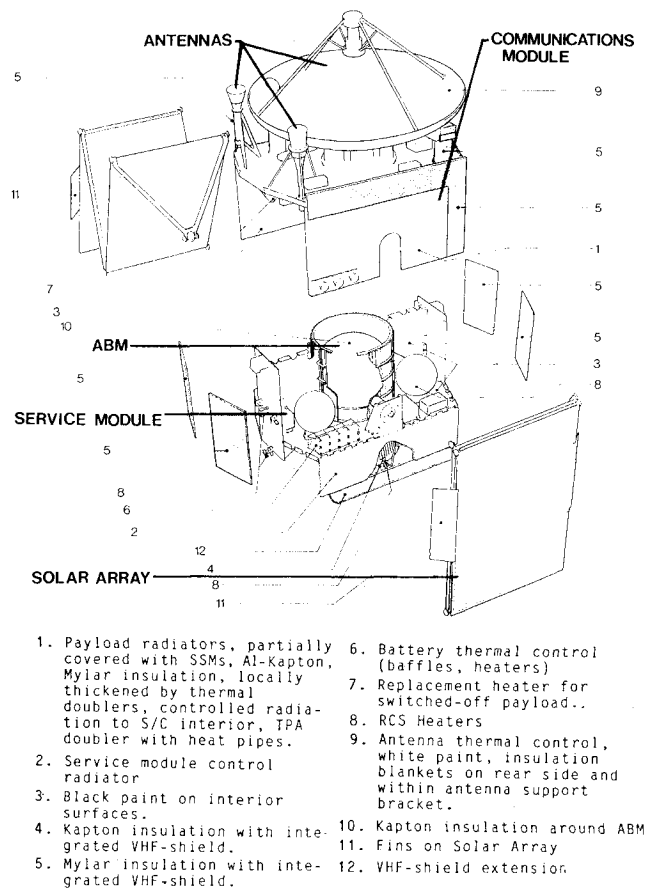 ANTENNAS
COMMUNICATIONS
MODULE
5
9
5
11
5
1
7
5
3
10
ABM
5
3
5
8
SERVICE MODULE
5
8
6
2
12
4
SOLAR ARRAY
8
11
1. Payload radiators, partially
covered with SSMs, Al-Kapton,
Mylar insulation, locally
thickened by thermal
doublers, controlled radia-
tion to S/C interior, TPA
doubler with heat pipes.
2. Service module control
radiator
3. Black paint on interior
surfaces.
4. Kapton insulation with inte-
grated VHF-shield.
5. Mylar insulation with inte-
grated VHF-shield.
6. Battery thermal control
(baffles, heaters)
7. Replacement heater for
switched-off payload..
8. RCS Heaters
9. Antenna thermal control,
white paint, insulation
blankets on rear side and
within antenna support
bracket.
10. Kapton insulation around ABM
11. Fins on Solar Array
12. VHF-shield extension